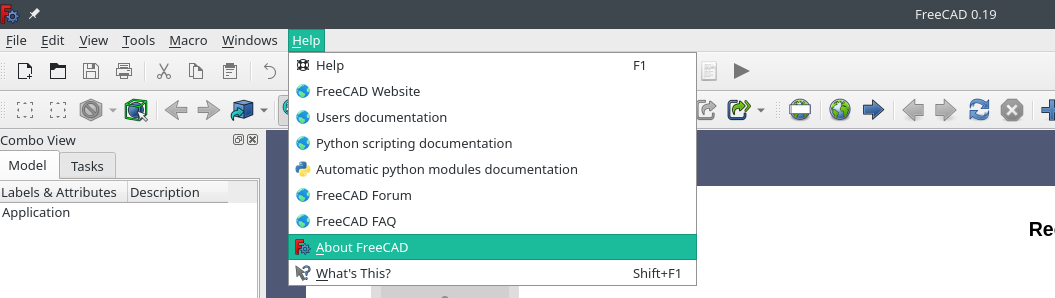 FreeCAD 0.19
File Edit View Tools Macro Windows Help
Help F1
FreeCAD Website
Users documentation
Python scripting documentation
Automatic python modules documentation
FreeCAD Forum
FreeCAD FAQ
About FreeCAD
What's This? Shift+F1
Combo View
Model Tasks
Labels & Attributes Description
Application
Re